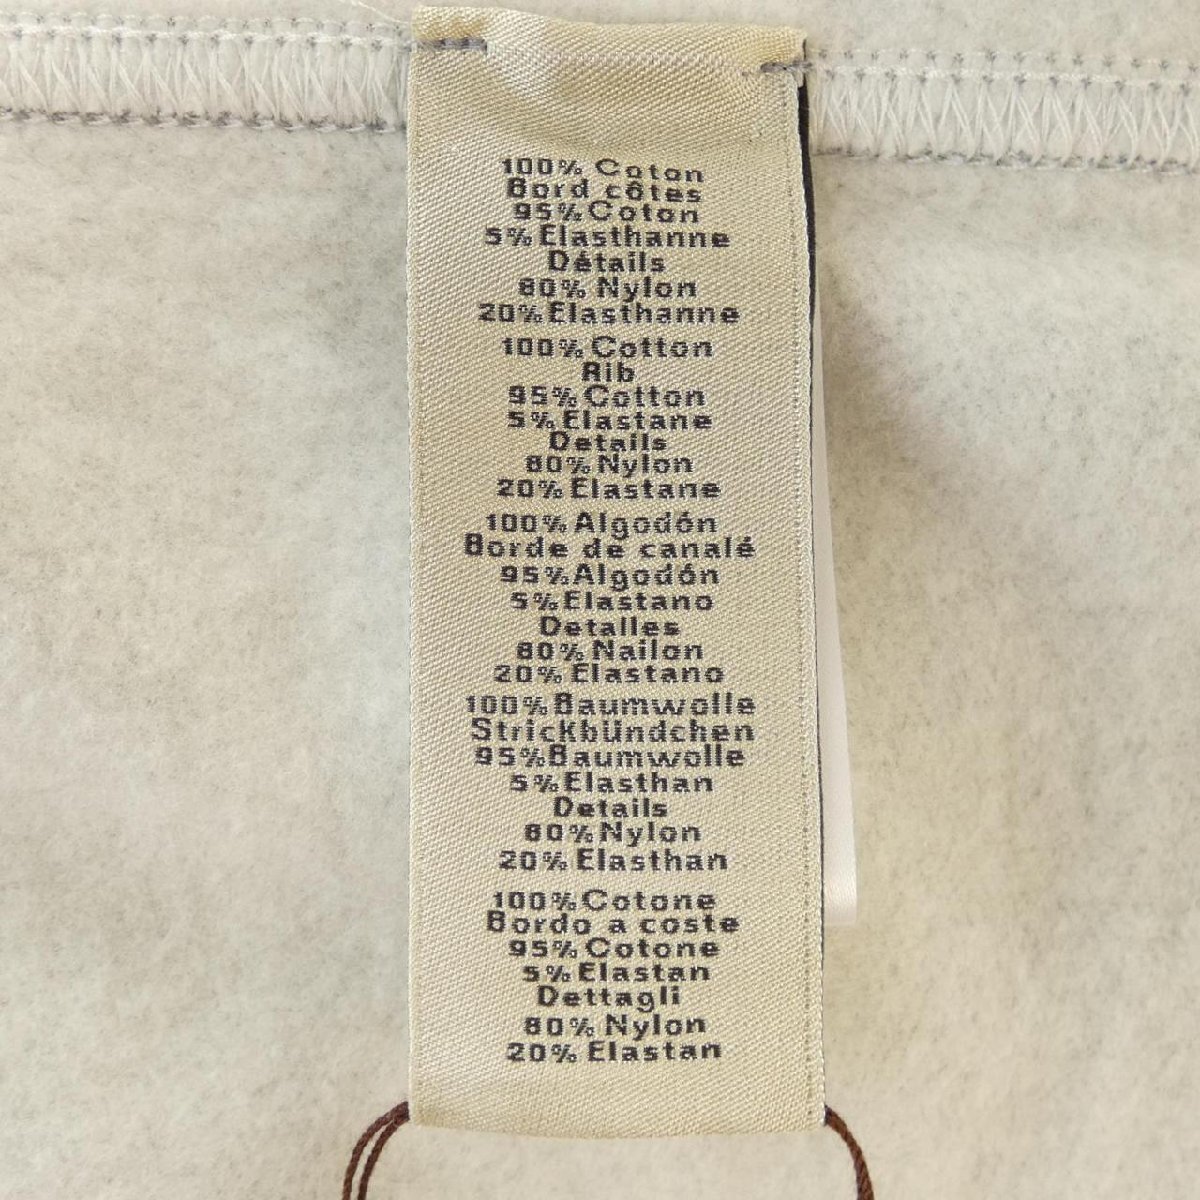 100% Coton
Bord côtes
95% Coton
5% Elasthanne
Détails
80% Nylon
20% Elasthanne
100% Cotton
Rib
95% Cotton
5% Elastane
Details
80% Nylon
20% Elastane
100% Algodón
Borde de canalé
95% Algodón
5% Elastano
Detalles
80% Nailon
20% Elastano
100% Baumwolle
Strickbündchen
95% Baumwolle
5% Elasthan
Details
80% Nylon
20% Elasthan
100% Cotone
Bordo a coste
95% Cotone
5% Elastan
Dettagli
80% Nylon
20% Elastan